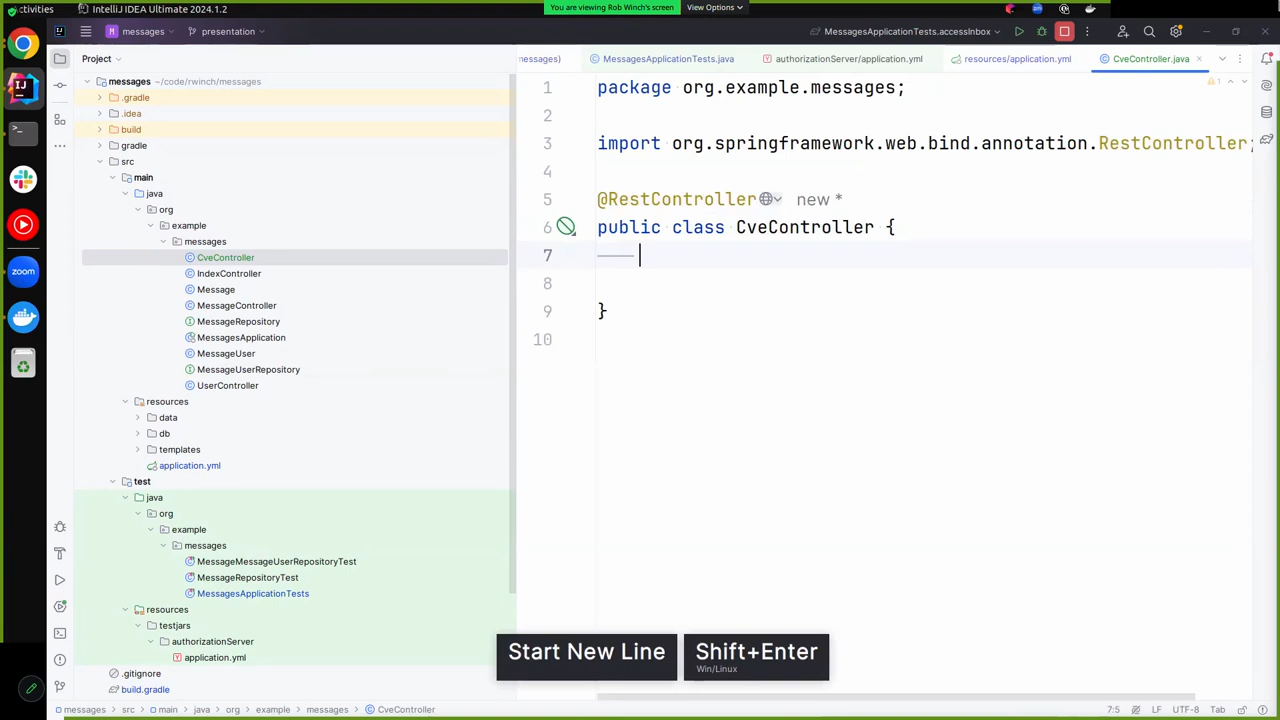 Activities
IntelliJ IDEA Ultimate 2024.1.2
You are viewing Rob Winch's screen
View Options
messages
presentation
MessagesApplicationTests.accessInbox
Project
messages)
MessagesApplicationTests.java
authorizationServer/application.yml
resources/application.yml
CveController.java
messages ~/code/rwinch/messages
.gradle
.idea
build
gradle
src
main
java
org
example
messages
CveController
IndexController
Message
MessageController
MessageRepository
MessagesApplication
MessageUser
MessageUserRepository
UserController
resources
data
db
templates
application.yml
test
java
org
example
messages
MessageMessageUserRepositoryTest
MessageRepositoryTest
MessagesApplicationTests
resources
testjars
authorizationServer
application.yml
.gitignore
build.gradle
1 package org.example.messages;
2
3 import org.springframework.web.bind.annotation.RestController;
4
5 @RestController new *
6 public class CveController {
7
8
9 }
10
1
Start New Line
Shift+Enter
Win/Linux
zoom
messages > src > main > java > org > example > messages > CveController
7:5 LF UTF-8 Tab